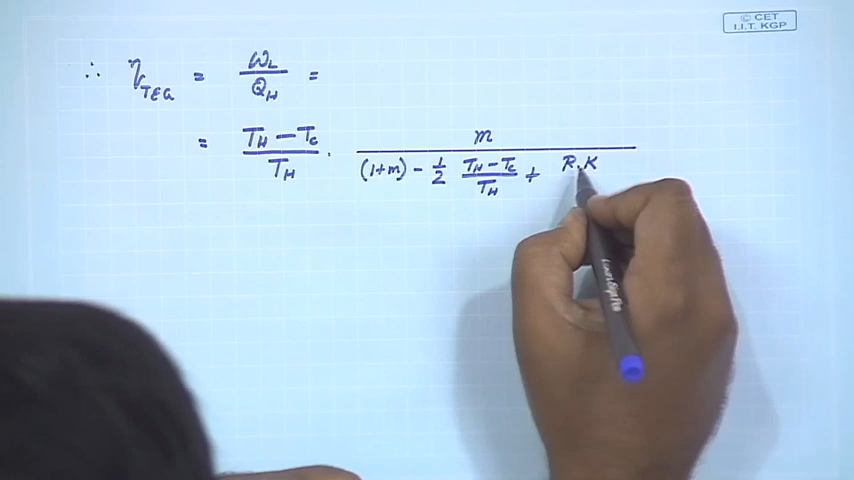 © CET
I.I.T. KGP
∴ η_TEG = W_L / Q_H =
= (T_H − T_C) / T_H · m / ((1+m) − 1/2 (T_H − T_C) / T_H + R.K